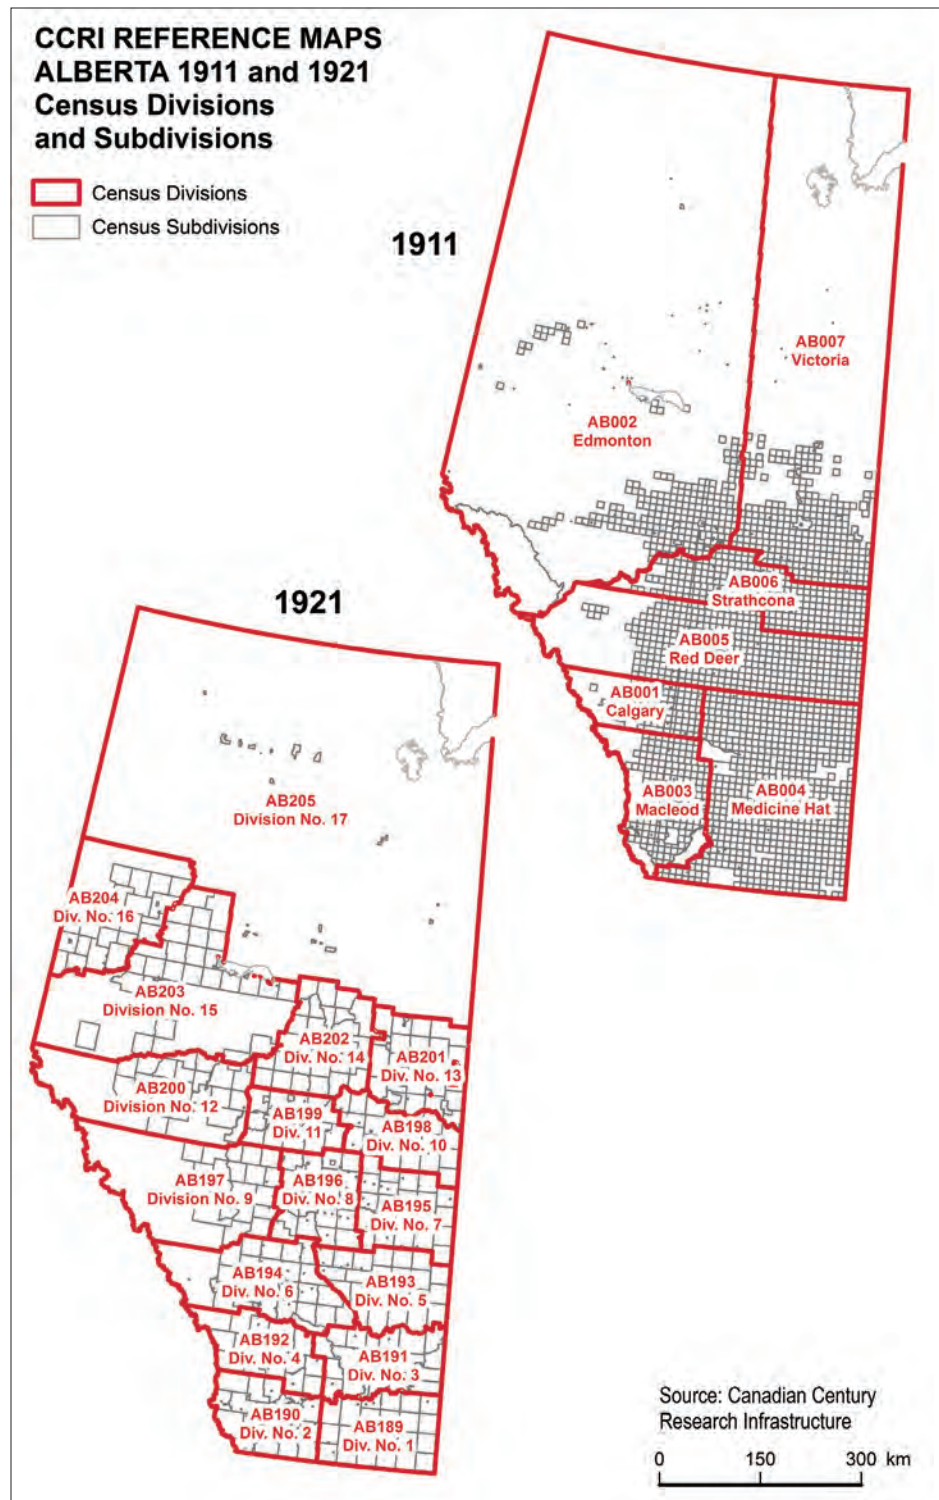 CCRI REFERENCE MAPS
ALBERTA 1911 and 1921
Census Divisions
and Subdivisions
Census Divisions
Census Subdivisions
1911
AB007
Victoria
AB002
Edmonton
AB006
Strathcona
AB005
Red Deer
AB001
Calgary
AB003
Macleod
AB004
Medicine Hat
1921
AB205
Division No. 17
AB204
Div. No. 16
AB203
Division No. 15
AB202
Div. No. 14
AB201
Div. No. 13
AB200
Division No. 12
AB199
Div. 11
AB198
Div. No. 10
AB197
Division No. 9
AB196
Div. No. 8
AB195
Div. No. 7
AB194
Div. No. 6
AB193
Div. No. 5
AB192
Div. No. 4
AB191
Div. No. 3
AB190
Div. No. 2
AB189
Div. No. 1
Source: Canadian Century
Research Infrastructure
0 150 300 km